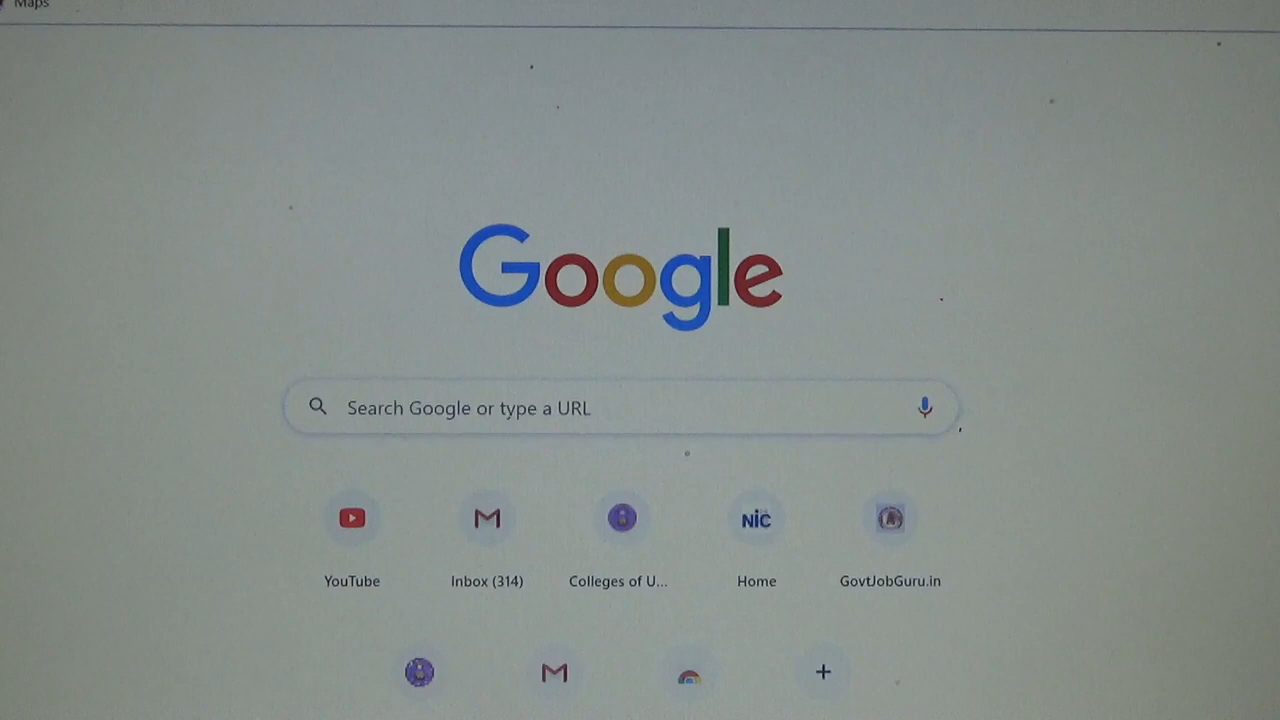 Maps
Google
Search Google or type a URL
NIC
YouTube
Inbox (314)
Colleges of U...
Home
GovtJobGuru.in